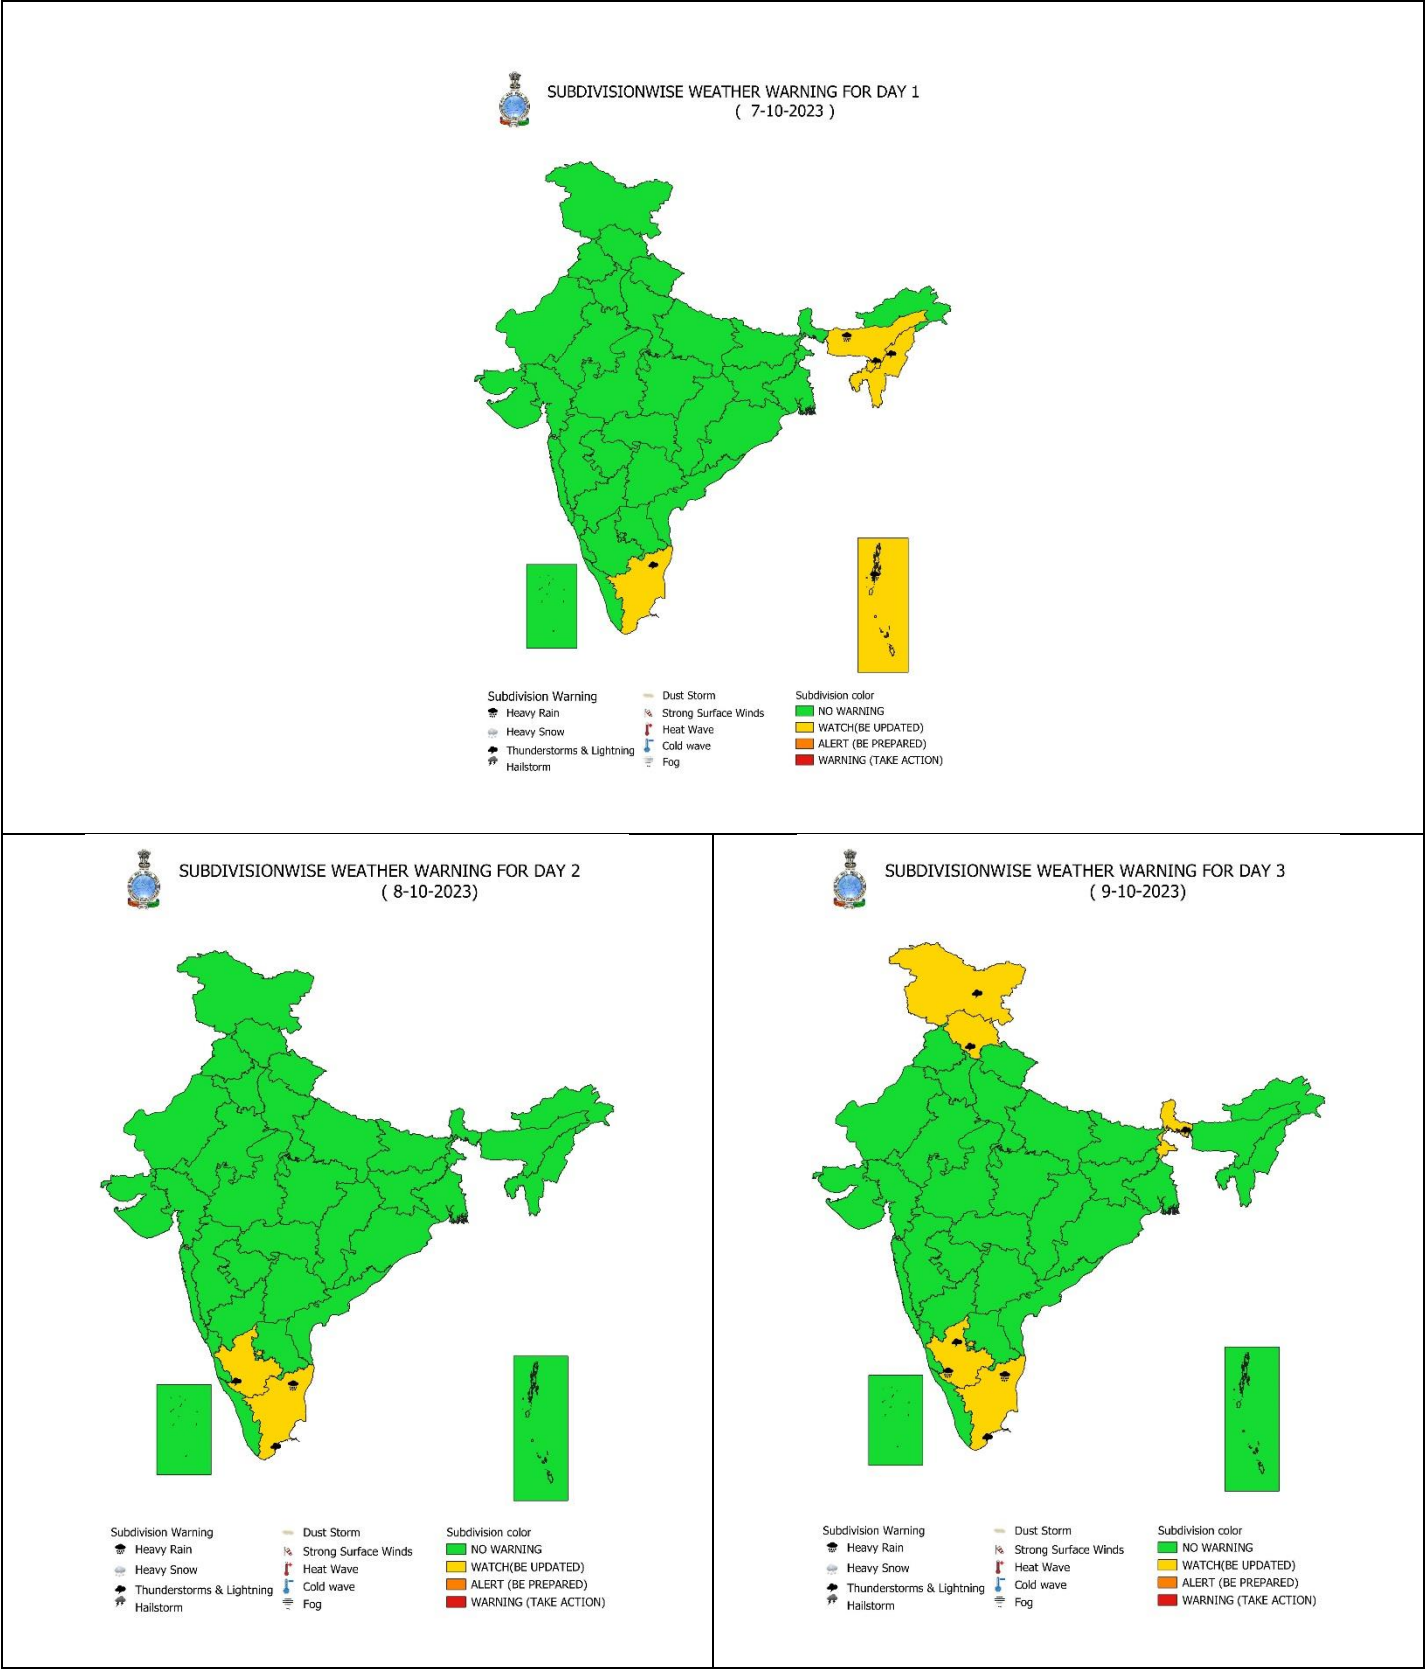 SUBDIVISIONWISE WEATHER WARNING FOR DAY 1
( 7-10-2023 )
Subdivision Warning
Heavy Rain
Heavy Snow
Thunderstorms & Lightning
Hailstorm
Dust Storm
Strong Surface Winds
Heat Wave
Cold wave
Fog
Subdivision color
NO WARNING
WATCH(BE UPDATED)
ALERT (BE PREPARED)
WARNING (TAKE ACTION)
SUBDIVISIONWISE WEATHER WARNING FOR DAY 2
( 8-10-2023)
Subdivision Warning
Heavy Rain
Heavy Snow
Thunderstorms & Lightning
Hailstorm
Dust Storm
Strong Surface Winds
Heat Wave
Cold wave
Fog
Subdivision color
NO WARNING
WATCH(BE UPDATED)
ALERT (BE PREPARED)
WARNING (TAKE ACTION)
SUBDIVISIONWISE WEATHER WARNING FOR DAY 3
( 9-10-2023)
Subdivision Warning
Heavy Rain
Heavy Snow
Thunderstorms & Lightning
Hailstorm
Dust Storm
Strong Surface Winds
Heat Wave
Cold wave
Fog
Subdivision color
NO WARNING
WATCH(BE UPDATED)
ALERT (BE PREPARED)
WARNING (TAKE ACTION)